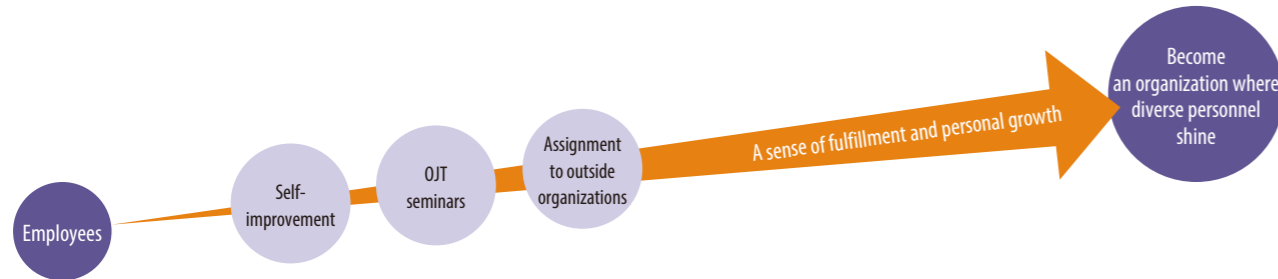 Employees
Self-
improvement
OJT
seminars
Assignment
to outside
organizations
A sense of fulfillment and personal growth
Become
an organization where
diverse personnel
shine